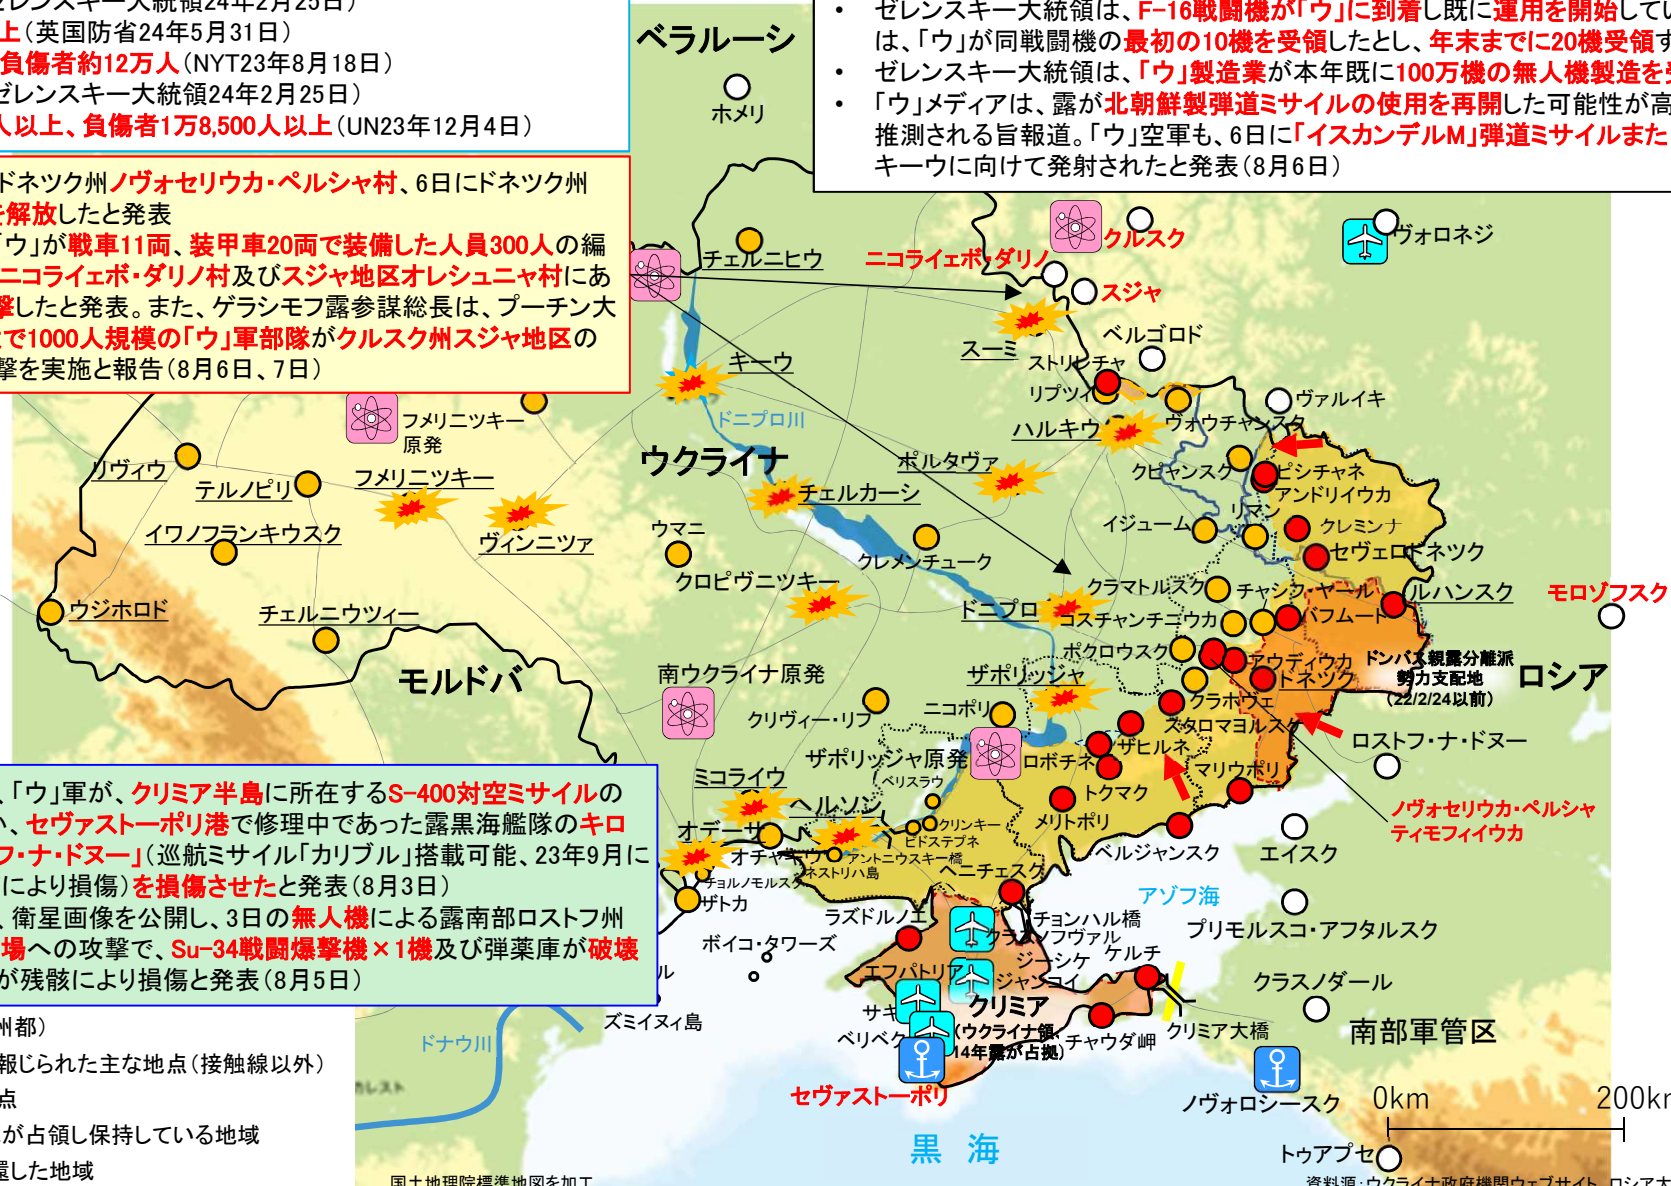 ゼレンスキー大統領24年2月25日）
上（英国防省24年5月31日）
負傷者約12万人（NYT23年8月18日）
ゼレンスキー大統領24年2月25日）
人以上、負傷者1万8,500人以上（UN23年12月4日）
・ ゼレンスキー大統領は、F-16戦闘機が「ウ」に到着し既に運用を開始してい
は、「ウ」が同戦闘機の最初の10機を受領したとし、年末までに20機受領す
・ ゼレンスキー大統領は、「ウ」製造業が本年既に100万機の無人機製造を
・ 「ウ」メディアは、露が北朝鮮製弾道ミサイルの使用を再開した可能性が高
推測される旨報道。「ウ」空軍も、6日に「イスカンデルM」弾道ミサイルまた
キーウに向けて発射されたと発表（8月6日）
ドネツク州ノヴォセリウカ・ペルシャ村、6日にドネツク州
を解放したと発表
「ウ」が戦車11両、装甲車20両で装備した人員300人の編
ニコライェボ・ダリノ村及びスジャ地区オレシュニャ村にあ
撃したと発表。また、ゲラシモフ露参謀総長は、プーチン大
で1000人規模の「ウ」軍部隊がクルスク州スジャ地区の
撃を実施と報告（8月6日、7日）
ベラルーシ
ホメリ
チェルニヒウ
ニコライェボ・ダリノ
クルスク
スジャ
ヴォロネジ
ベルゴロド
スーミ
ストリレチャ
リプツィ
キーウ
ドニプロ川
ハルキウ
ヴォウチャンスク
ヴァルイキ
フメリニツキー
原発
ウクライナ
ポルタヴァ
クピャンスク
ピシチャネ
アンドリイウカ
リヴィウ
テルノピリ
フメリニツキー
チェルカーシ
イワノフランキウスク
ヴィンニツァ
ウマニ
クレメンチューク
イジューム
リマン
クレミンナ
セヴェロドネツク
クロピヴニツキー
クラマトルスク
チャシフ・ヤール
ルハンスク
モロゾフスク
ウジホロド
チェルニウツィー
ドニプロ
コスチャンチニウカ
バフムート
ポクロウスク
アウディウカ
ドンバス親露分離派
勢力支配地
（22/2/24以前）
ロシア
モルドバ
南ウクライナ原発
ザポリッジャ
ドネツク
クラホヴェ
クリヴィー・リフ
ニコポリ
スタロマヨルスケ
ザポリッジャ原発
ロボチネ
ザヒルネ
ロストフ・ナ・ドヌー
ミコライウ
ベリスラウ
マリウポリ
トクマク
ヘルソン
メリトポリ
ノヴォセリウカ・ペルシャ
ティモフィイウカ
オデーサ
クリンキー
ビドステプネ
オチャキウ
アントニウスキー橋
ネストリハ島
ベルジャンスク
エイスク
チョルノモルスク
ヘニチェスク
ザトカ
アゾフ海
、「ウ」軍が、クリミア半島に所在するS-400対空ミサイルの
い、セヴァストーポリ港で修理中であった露黒海艦隊のキロ
フ・ナ・ドヌー」（巡航ミサイル「カリブル」搭載可能、23年9月に
により損傷）を損傷させたと発表（8月3日）
、衛星画像を公開し、3日の無人機による露南部ロストフ州
場への攻撃で、Su-34戦闘爆撃機×1機及び弾薬庫が破壊
が残骸により損傷と発表（8月5日）
ラズドルノエ
チョンハル橋
プリモルスコ・アフタルスク
ボイコ・タワーズ
クラスノフヴァル
ジーシケ
ケルチ
エフパトリア
ジャンコイ
クラスノダール
ル
クリミア
（ウクライナ領、
14年露が占拠）
サキ
ベリベク
ズミイスィ島
チャウダ岬
クリミア大橋
南部軍管区
ドナウ川
セヴァストーポリ
ノヴォロシースク
0km
200km
黒 海
トゥアプセ
カレスト
州都）
報じられた主な地点（接触線以外）
点
が占領し保持している地域
還した地域
国土地理院標準地図を加工
資料源：ウクライナ政府機関ウェブサイト、ロシア大